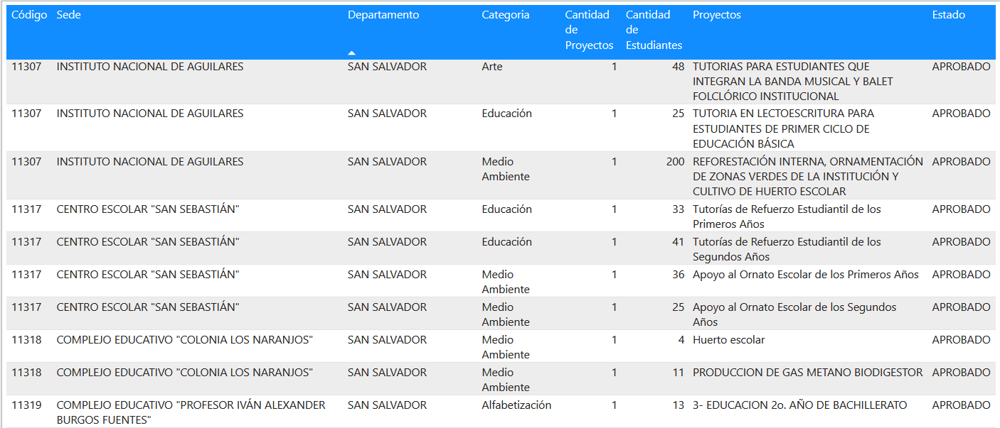 Código Sede Departamento Categoria Cantidad de Proyectos Cantidad de Estudiantes Proyectos Estado
11307 INSTITUTO NACIONAL DE AGUILARES SAN SALVADOR Arte 1 48 TUTORIAS PARA ESTUDIANTES QUE APROBADO
INTEGRAN LA BANDA MUSICAL Y BALET
FOLCLÓRICO INSTITUCIONAL
11307 INSTITUTO NACIONAL DE AGUILARES SAN SALVADOR Educación 1 25 TUTORIA EN LECTOESCRITURA PARA APROBADO
ESTUDIANTES DE PRIMER CICLO DE
EDUCACIÓN BÁSICA
11307 INSTITUTO NACIONAL DE AGUILARES SAN SALVADOR Medio 1 200 REFORESTACIÓN INTERNA, ORNAMENTACIÓN APROBADO
Ambiente DE ZONAS VERDES DE LA INSTITUCIÓN Y
CULTIVO DE HUERTO ESCOLAR
11317 CENTRO ESCOLAR "SAN SEBASTIÁN" SAN SALVADOR Educación 1 33 Tutorías de Refuerzo Estudiantil de los APROBADO
Primeros Años
11317 CENTRO ESCOLAR "SAN SEBASTIÁN" SAN SALVADOR Educación 1 41 Tutorías de Refuerzo Estudiantil de los APROBADO
Segundos Años
11317 CENTRO ESCOLAR "SAN SEBASTIÁN" SAN SALVADOR Medio 1 36 Apoyo al Ornato Escolar de los Primeros Años APROBADO
Ambiente
11317 CENTRO ESCOLAR "SAN SEBASTIÁN" SAN SALVADOR Medio 1 25 Apoyo al Ornato Escolar de los Segundos APROBADO
Ambiente Años
11318 COMPLEJO EDUCATIVO "COLONIA LOS NARANJOS" SAN SALVADOR Medio 1 4 Huerto escolar APROBADO
Ambiente
11318 COMPLEJO EDUCATIVO "COLONIA LOS NARANJOS" SAN SALVADOR Medio 1 11 PRODUCCION DE GAS METANO BIODIGESTOR APROBADO
Ambiente
11319 COMPLEJO EDUCATIVO "PROFESOR IVÁN ALEXANDER SAN SALVADOR Alfabetización 1 13 3- EDUCACION 2o. AÑO DE BACHILLERATO APROBADO
BURGOS FUENTES"